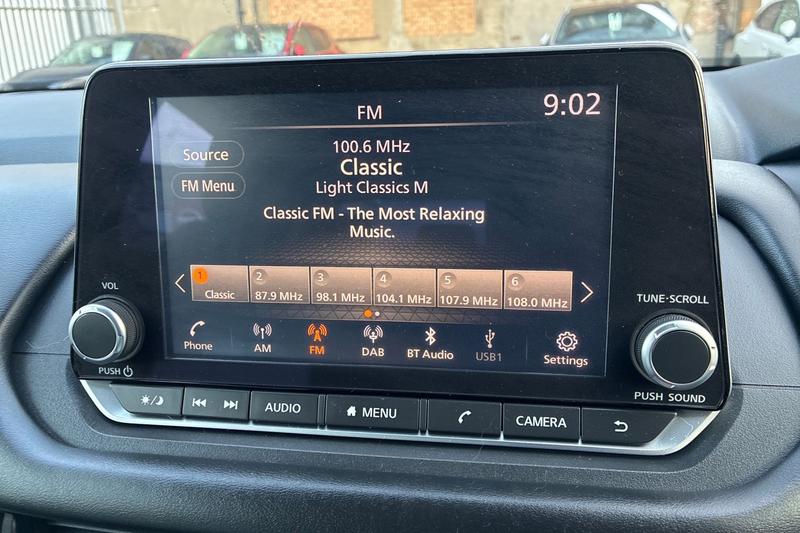 FM
9:02
Source
FM Menu
100.6 MHz
Classic
Light Classics M
Classic FM - The Most Relaxing
Music.
1
Classic
2
87.9 MHz
3
98.1 MHz
4
104.1 MHz
5
107.9 MHz
6
108.0 MHz
Phone
AM
FM
DAB
BT Audio
USB1
Settings
VOL
PUSH
TUNE·SCROLL
PUSH SOUND
AUDIO
MENU
CAMERA